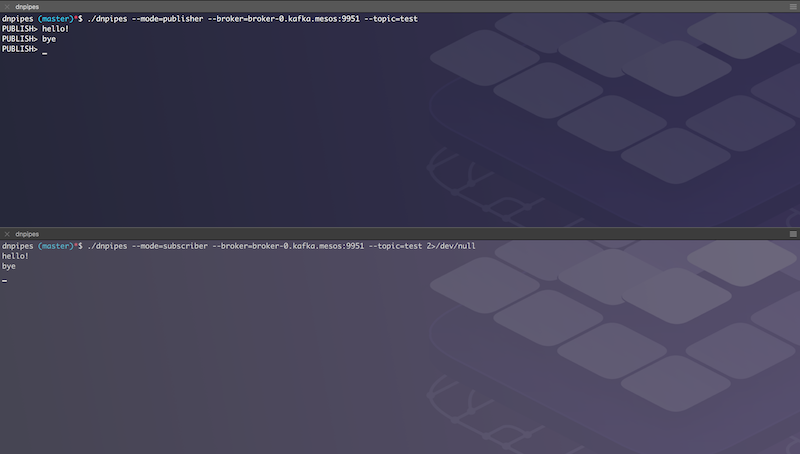 dnpipes
dnpipes (master)*$ ./dnpipes --mode=publisher --broker=broker-0.kafka.mesos:9951 --topic=test
PUBLISH> hello!
PUBLISH> bye
PUBLISH> _
dnpipes
dnpipes (master)*$ ./dnpipes --mode=subscriber --broker=broker-0.kafka.mesos:9951 --topic=test 2>/dev/null
hello!
bye
_